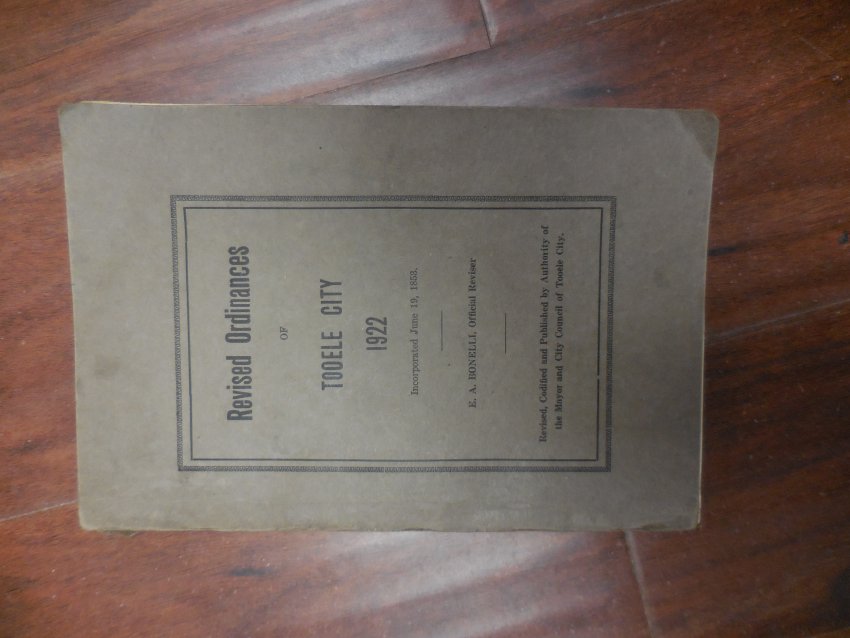 Revised Ordinances
OF
TOOELE CITY
1922
Incorporated June 19, 1853.
E. A. BONELLI, Official Reviser
Revised, Codified and Published by Authority of
the Mayor and City Council of Tooele City.